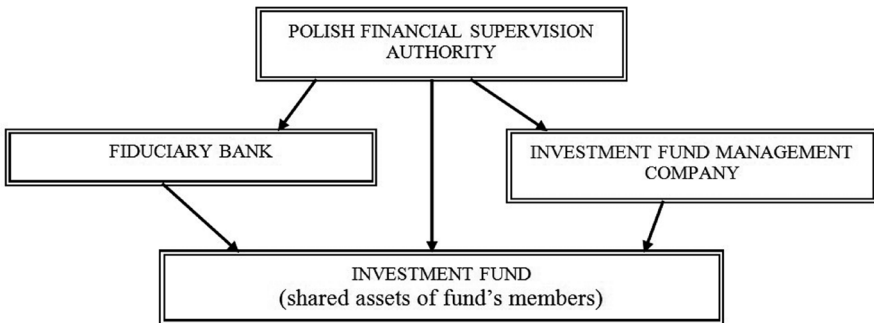 POLISH FINANCIAL SUPERVISION
AUTHORITY
FIDUCIARY BANK
INVESTMENT FUND MANAGEMENT
COMPANY
INVESTMENT FUND
(shared assets of fund's members)